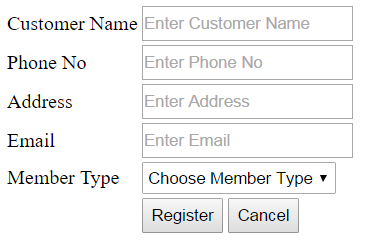 Customer Name Enter Customer Name
Phone No Enter Phone No
Address Enter Address
Email Enter Email
Member Type Choose Member Type
Register Cancel